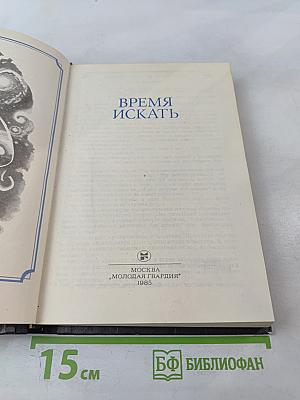 ВРЕМЯ
ИСКАТЬ
МОСКВА
„МОЛОДАЯ ГВАРДИЯ"
1985
15 см
БФ БИБЛИОФАН